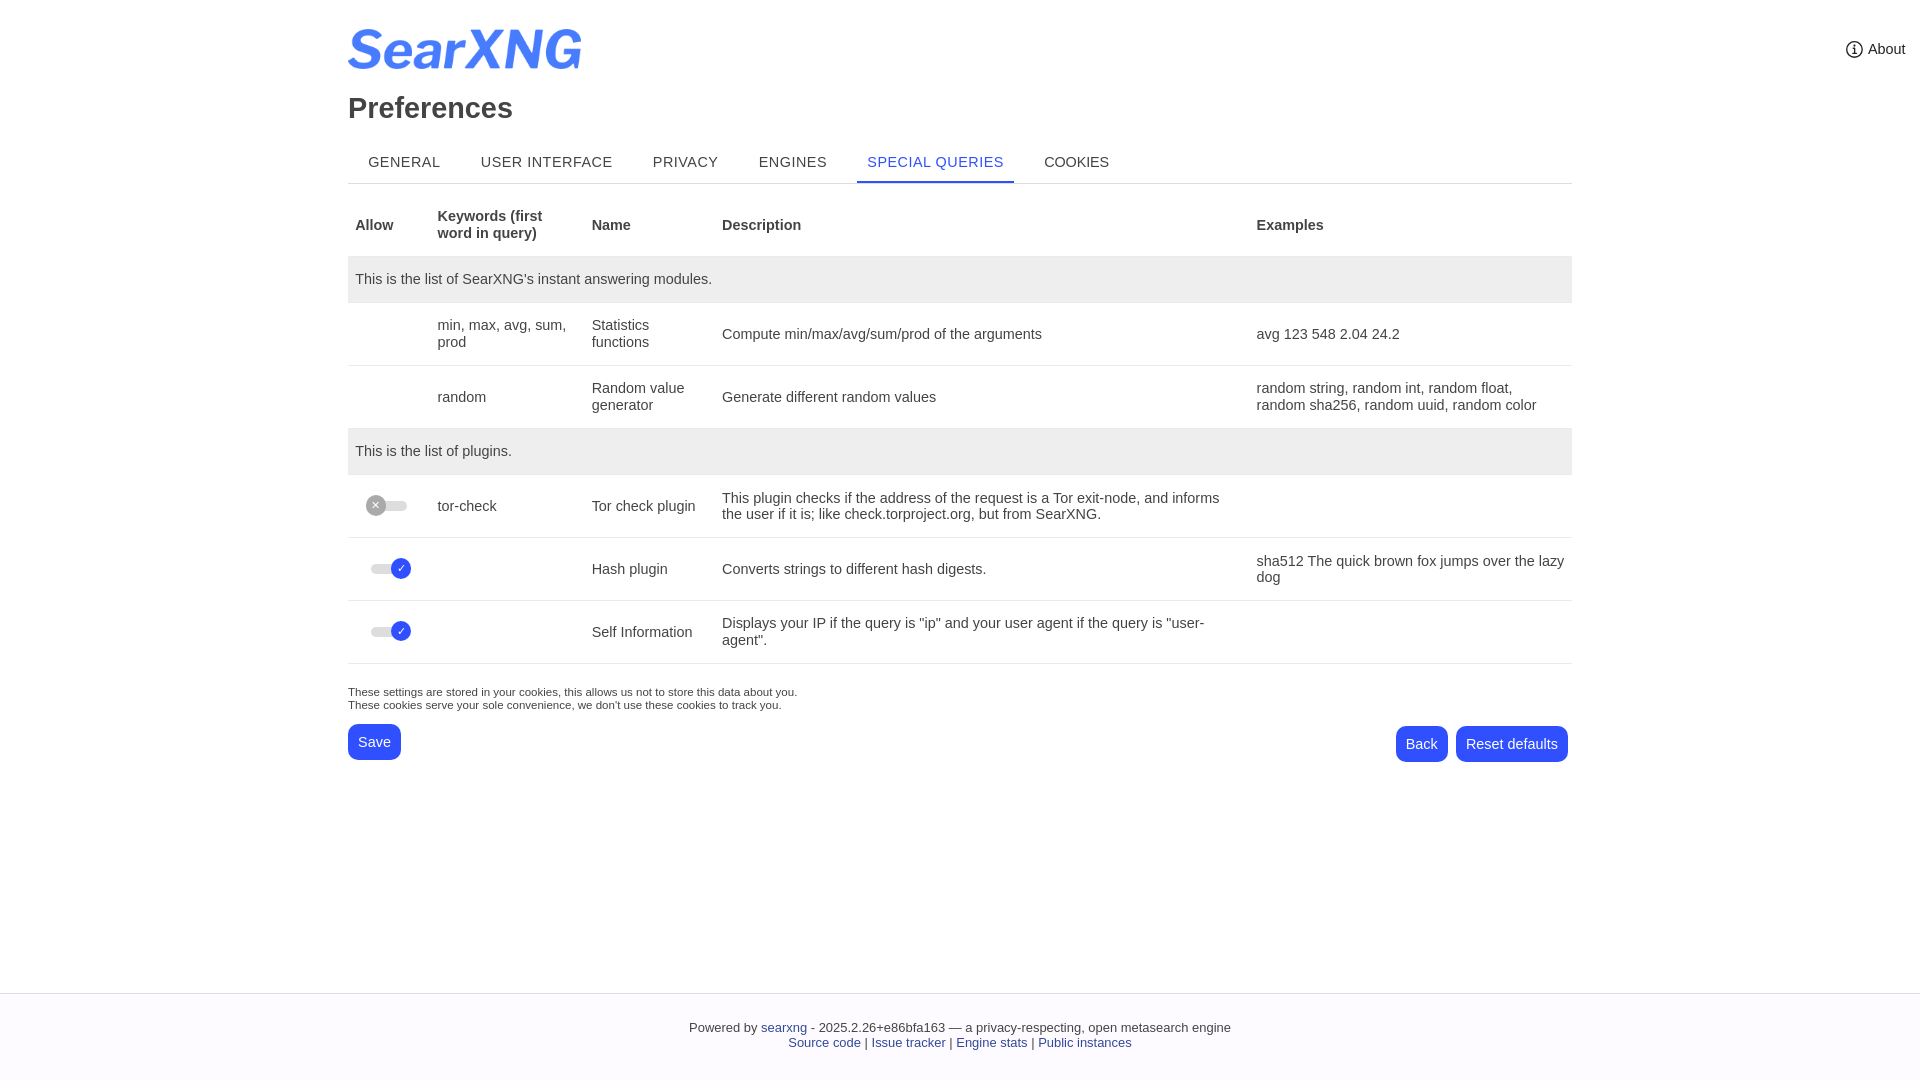 SearXNG
About
Preferences
GENERAL USER INTERFACE PRIVACY ENGINES SPECIAL QUERIES COOKIES
Allow Keywords (first word in query) Name Description Examples
This is the list of SearXNG's instant answering modules.
min, max, avg, sum, prod Statistics functions Compute min/max/avg/sum/prod of the arguments avg 123 548 2.04 24.2
random Random value generator Generate different random values random string, random int, random float, random sha256, random uuid, random color
This is the list of plugins.
tor-check Tor check plugin This plugin checks if the address of the request is a Tor exit-node, and informs the user if it is; like check.torproject.org, but from SearXNG.
Hash plugin Converts strings to different hash digests. sha512 The quick brown fox jumps over the lazy dog
Self Information Displays your IP if the query is "ip" and your user agent if the query is "user-agent".
These settings are stored in your cookies, this allows us not to store this data about you.
These cookies serve your sole convenience, we don't use these cookies to track you.
Save Back Reset defaults
Powered by searxng - 2025.2.26+e86bfa163 — a privacy-respecting, open metasearch engine
Source code | Issue tracker | Engine stats | Public instances